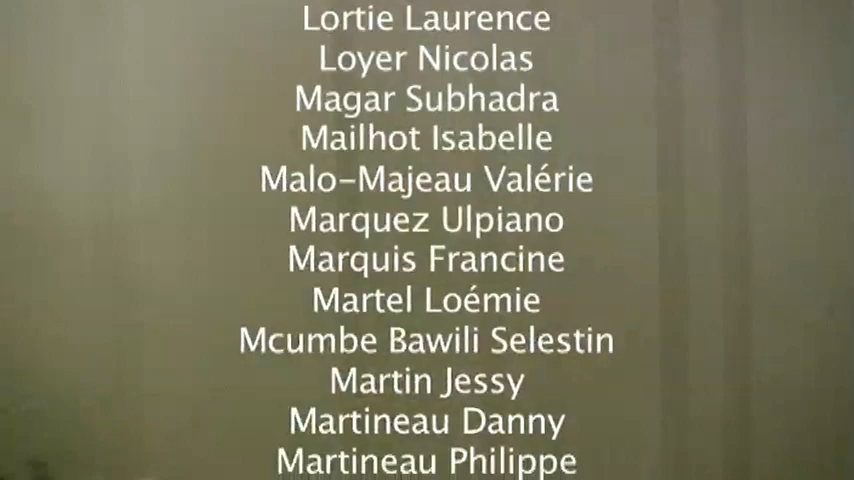 Lortie Laurence
Loyer Nicolas
Magar Subhadra
Mailhot Isabelle
Malo-Majeau Valérie
Marquez Ulpiano
Marquis Francine
Martel Loémie
Mcumbe Bawili Selestin
Martin Jessy
Martineau Danny
Martineau Philippe